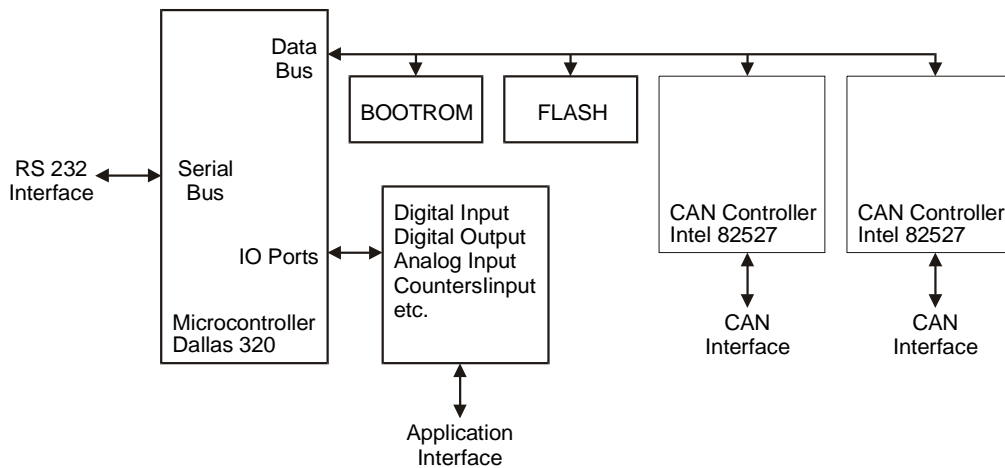 Data
Bus
BOOTROM
FLASH
RS 232
Interface
Serial
Bus
Digital Input
Digital Output
Analog Input
CountersIinput
etc.
CAN Controller
Intel 82527
CAN Controller
Intel 82527
IO Ports
Microcontroller
Dallas 320
CAN
Interface
CAN
Interface
Application
Interface